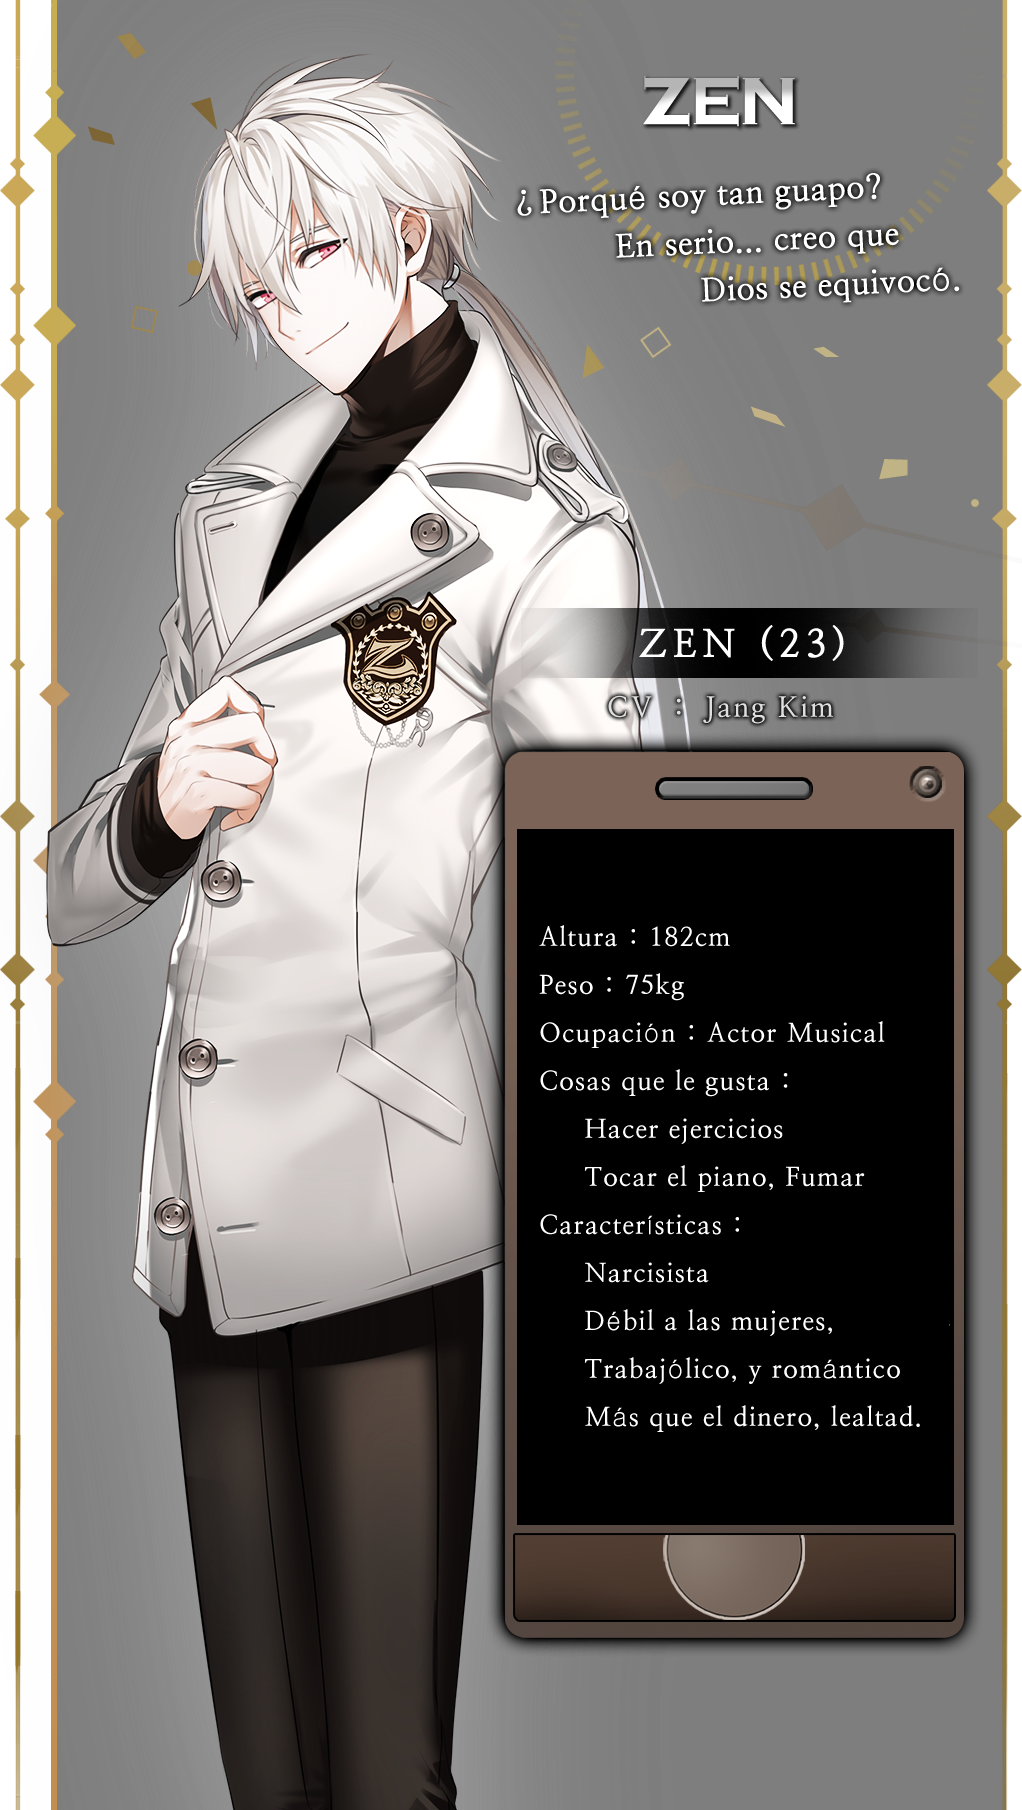 ZEN
¿Porqué soy tan guapo?
En serio... creo que
Dios se equivocó.
Z
ZEN (23)
CV : Jang Kim
Altura : 182cm
Peso : 75kg
Ocupación : Actor Musical
Cosas que le gusta :
Hacer ejercicios
Tocar el piano, Fumar
Características :
Narcisista
Débil a las mujeres,
Trabajólico, y romántico
Más que el dinero, lealtad.